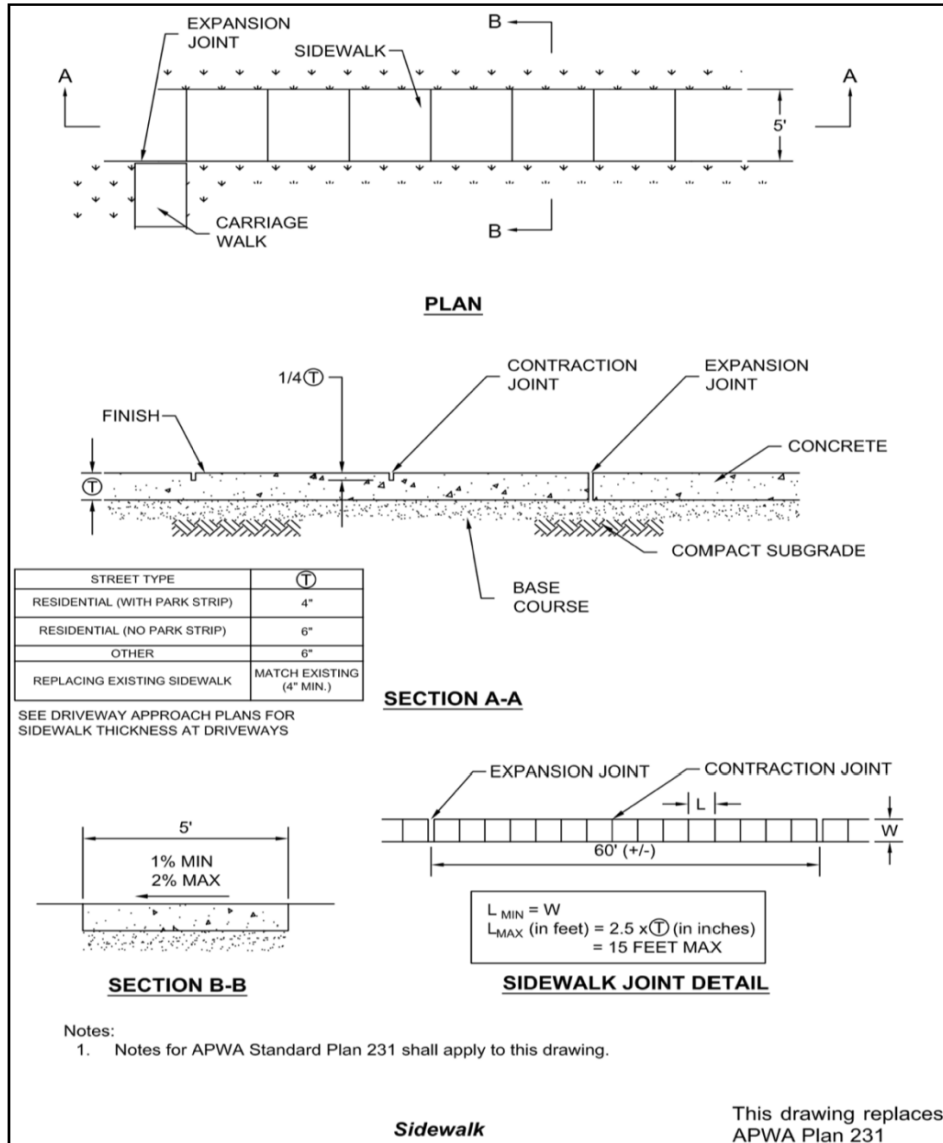 EXPANSION
JOINT
SIDEWALK
B
A
A
5'
B
CARRIAGE
WALK
PLAN
1/4 T
CONTRACTION
JOINT
EXPANSION
JOINT
FINISH
CONCRETE
T
COMPACT SUBGRADE
BASE
COURSE
STREET TYPE T
RESIDENTIAL (WITH PARK STRIP) 4"
RESIDENTIAL (NO PARK STRIP) 6"
OTHER 6"
REPLACING EXISTING SIDEWALK MATCH EXISTING
(4" MIN.)
SECTION A-A
SEE DRIVEWAY APPROACH PLANS FOR
SIDEWALK THICKNESS AT DRIVEWAYS
EXPANSION JOINT
CONTRACTION JOINT
L
W
60' (+/-)
5'
1% MIN
2% MAX
L MIN = W
LMAX (in feet) = 2.5 x T (in inches)
= 15 FEET MAX
SECTION B-B
SIDEWALK JOINT DETAIL
Notes:
1. Notes for APWA Standard Plan 231 shall apply to this drawing.
Sidewalk
This drawing replaces
APWA Plan 231